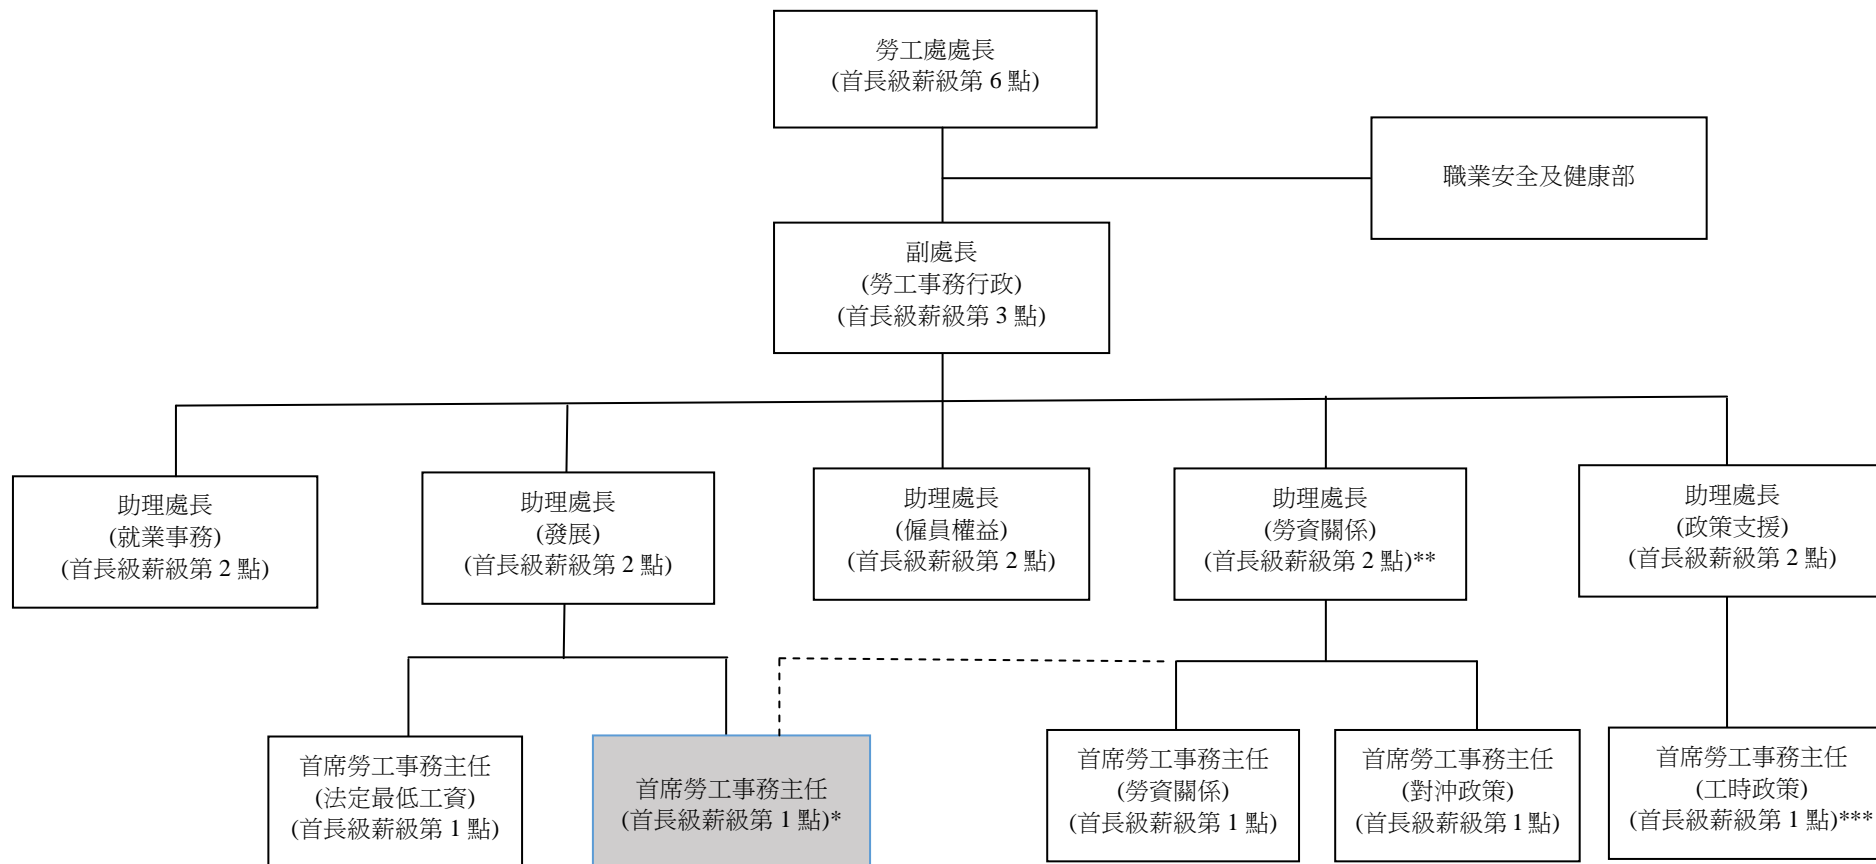 勞工處處長
(首長級薪級第 6 點)
職業安全及健康部
副處長
(勞工事務行政)
(首長級薪級第 3 點)
助理處長
(就業事務)
(首長級薪級第 2 點)
助理處長
(發展)
(首長級薪級第 2 點)
助理處長
(僱員權益)
(首長級薪級第 2 點)
助理處長
(勞資關係)
(首長級薪級第 2 點)**
助理處長
(政策支援)
(首長級薪級第 2 點)
首席勞工事務主任
(法定最低工資)
(首長級薪級第 1 點)
首席勞工事務主任
(首長級薪級第 1 點)*
首席勞工事務主任
(勞資關係)
(首長級薪級第 1 點)
首席勞工事務主任
(對沖政策)
(首長級薪級第 1 點)
首席勞工事務主任
(工時政策)
(首長級薪級第 1 點)***